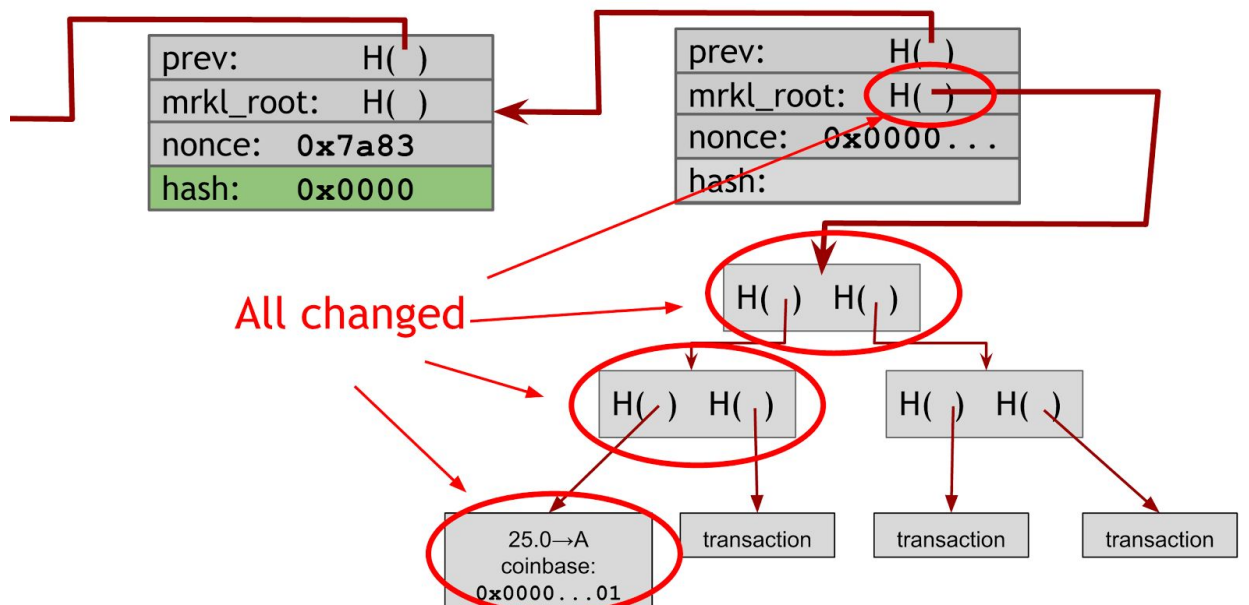 prev: H( )
mrkl_root: H( )
nonce: 0x7a83
hash: 0x0000
prev: H( )
mrkl_root: H( )
nonce: 0x0000...
hash:
All changed
H( ) H( )
H( ) H( )
H( ) H( )
25.0→A
coinbase:
0x0000...01
transaction
transaction
transaction